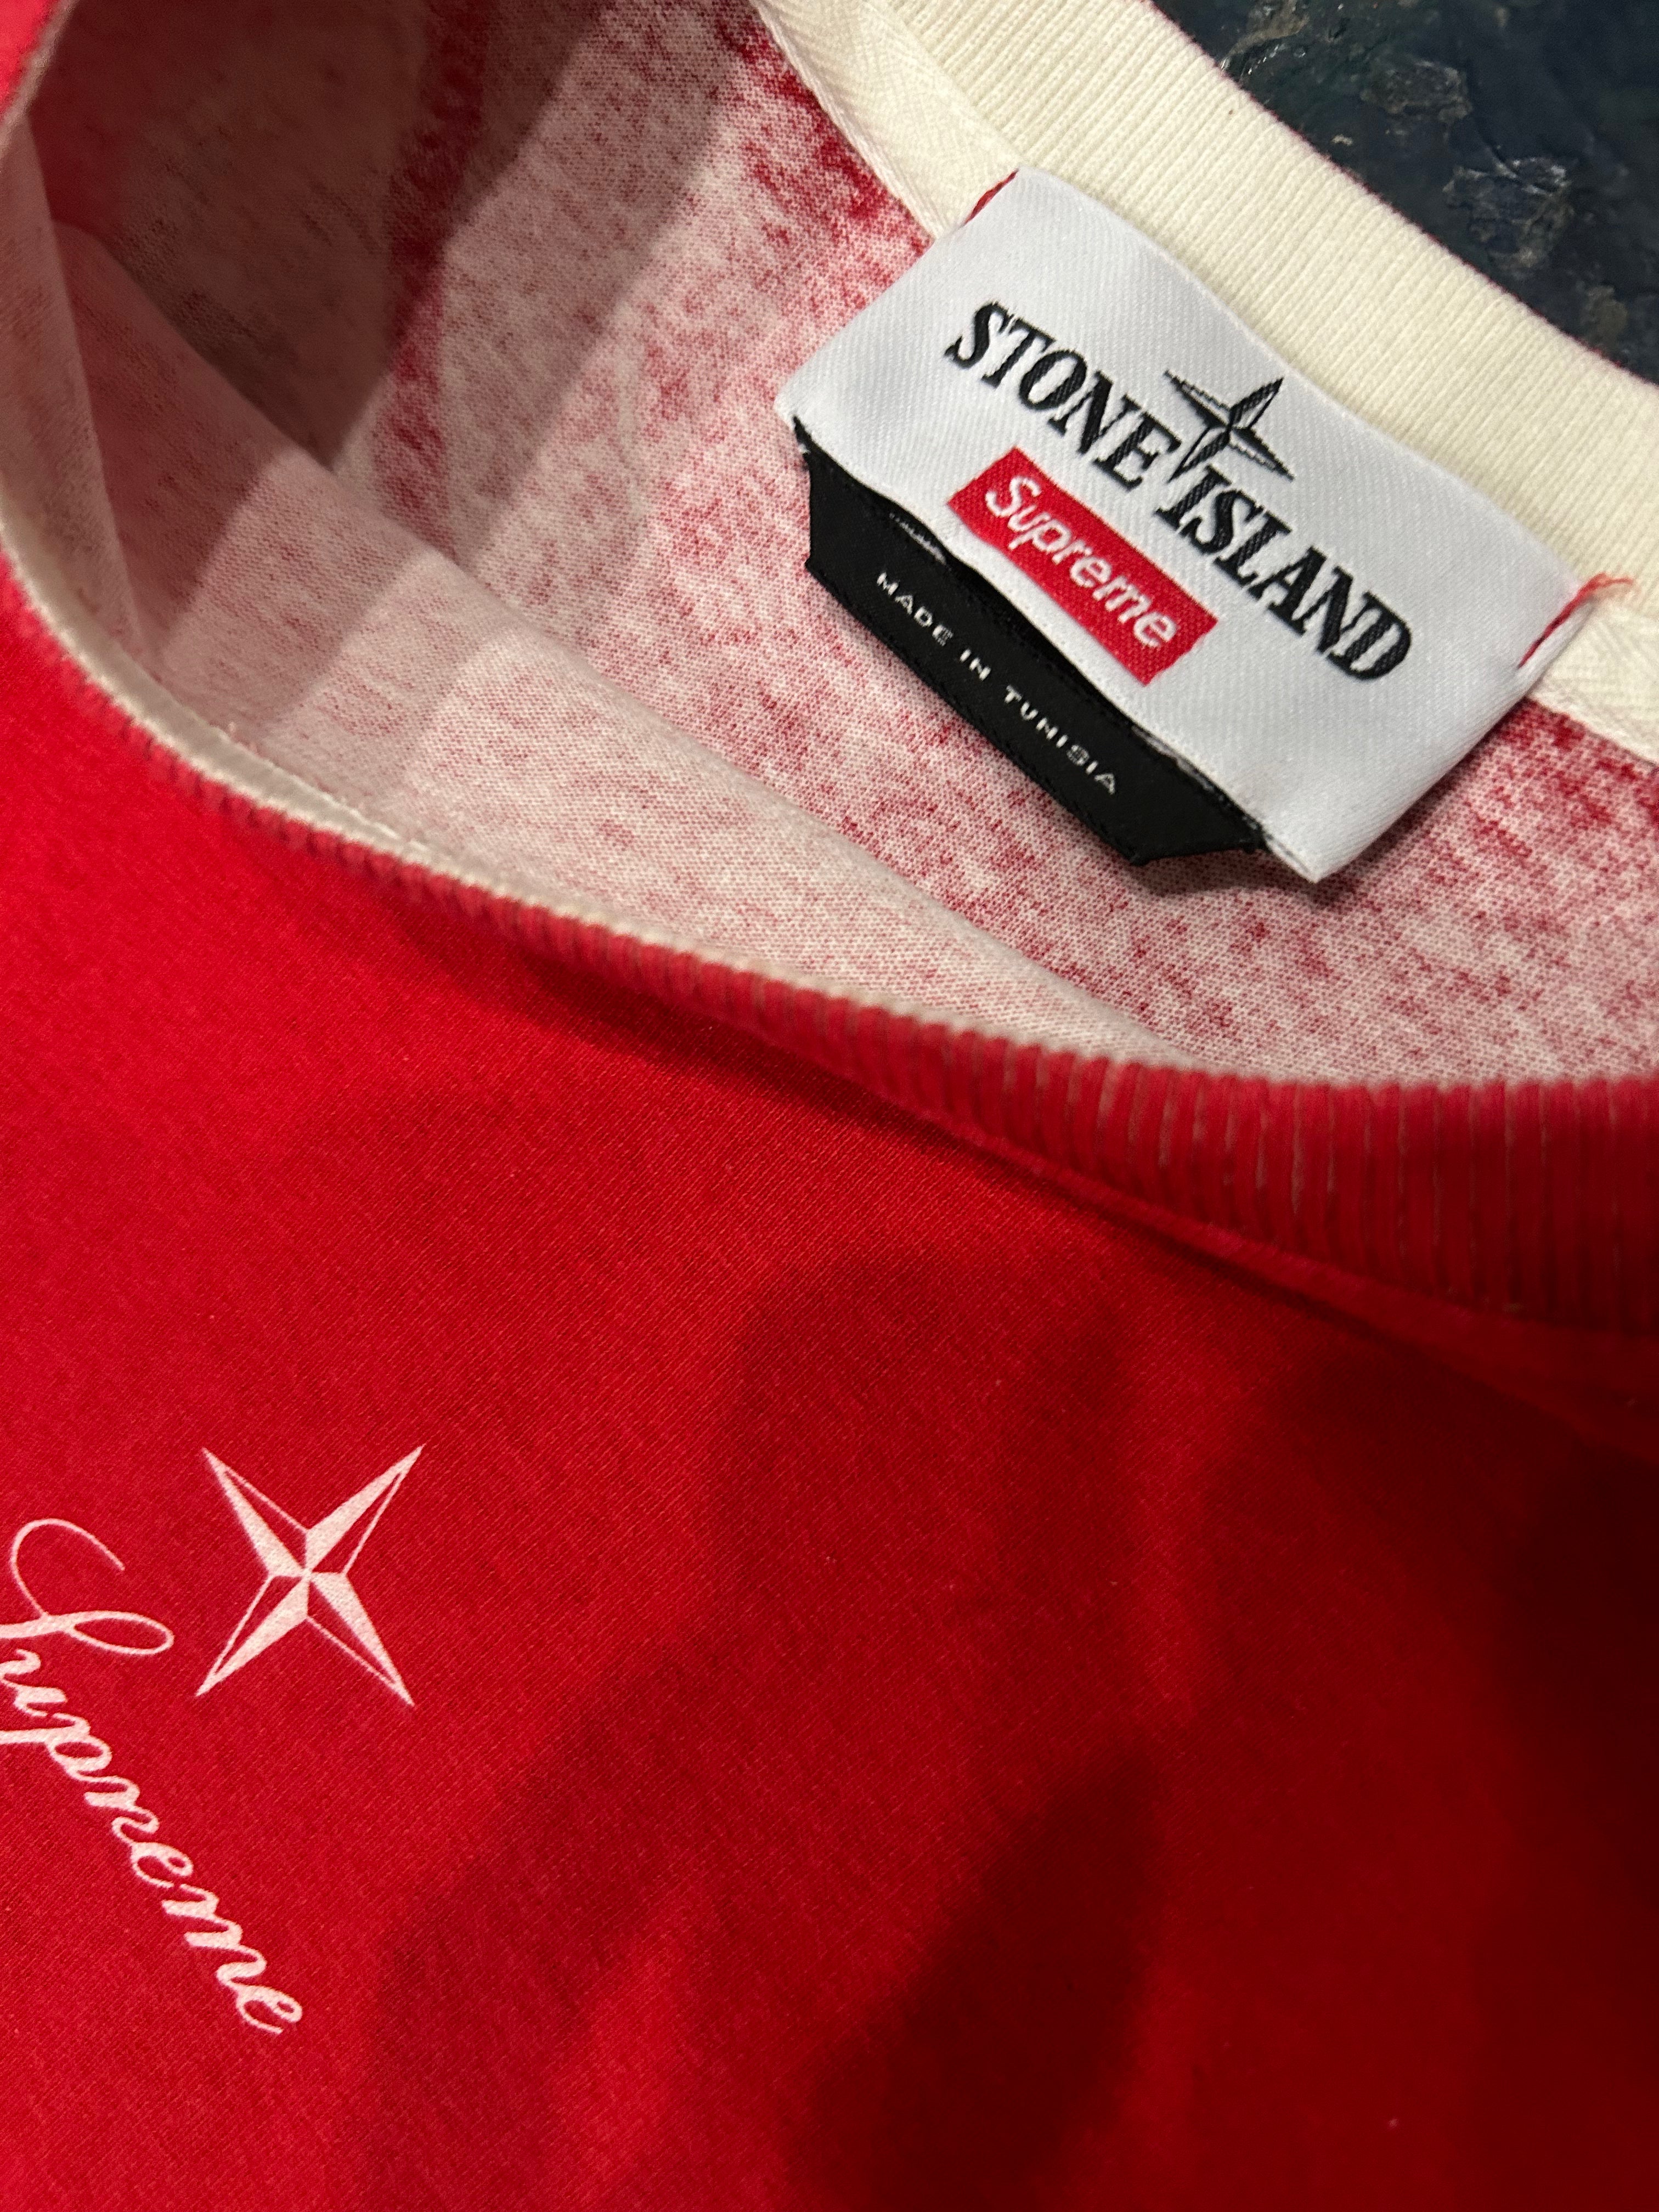 STONE ISLAND
Supreme
MADE IN TUNISIA
Supreme